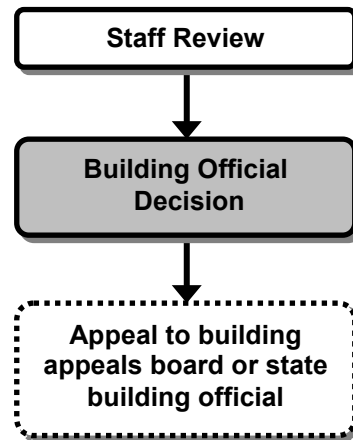 Staff Review
Building Official
Decision
Appeal to building
appeals board or state
building official